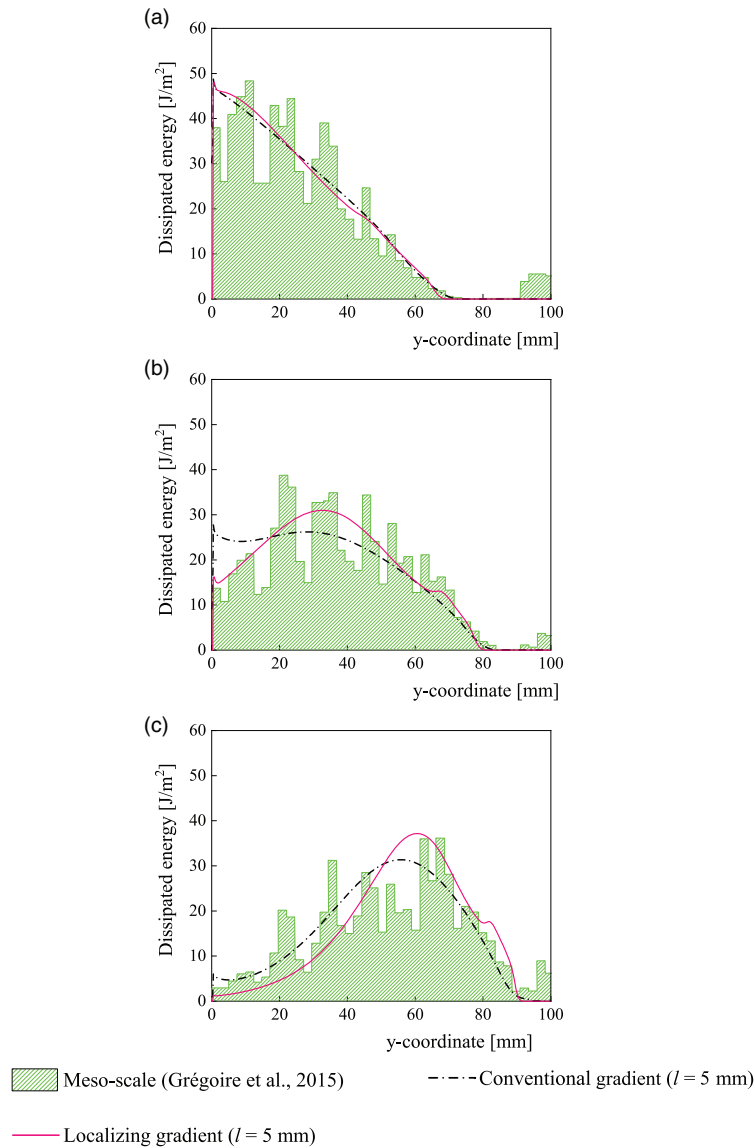 (a)
60
50
40
30
20
10
0
Dissipated energy [J/m²]
0 20 40 60 80 100
y-coordinate [mm]
(b)
60
50
40
30
20
10
0
Dissipated energy [J/m²]
0 20 40 60 80 100
y-coordinate [mm]
(c)
60
50
40
30
20
10
0
Dissipated energy [J/m²]
0 20 40 60 80 100
y-coordinate [mm]
Meso-scale (Grégoire et al., 2015)
Conventional gradient (l = 5 mm)
Localizing gradient (l = 5 mm)